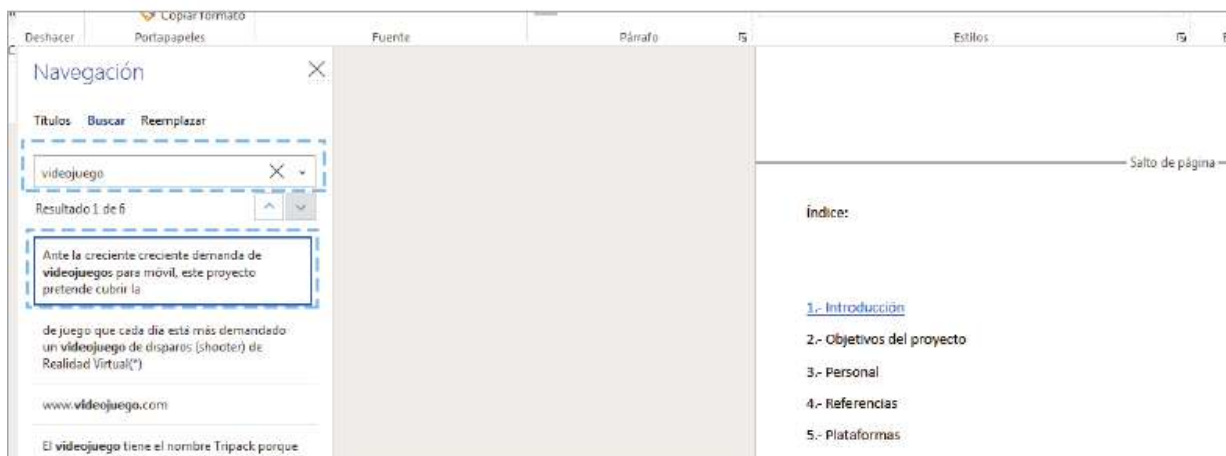 Copiar formato
Deshacer Portapapeles Fuente Párrafo Estilos
Navegación
Títulos Buscar Reemplazar
videojuego
Salto de página
Resultado 1 de 6
Índice:
Ante la creciente creciente demanda de
videojuegos para móvil, este proyecto
pretende cubrir la
de juego que cada día está más demandado
un videojuego de disparos (shooter) de
Realidad Virtual(*)
www.videojuego.com
El videojuego tiene el nombre Tripack porque
1.- Introducción
2.- Objetivos del proyecto
3.- Personal
4.- Referencias
5.- Plataformas